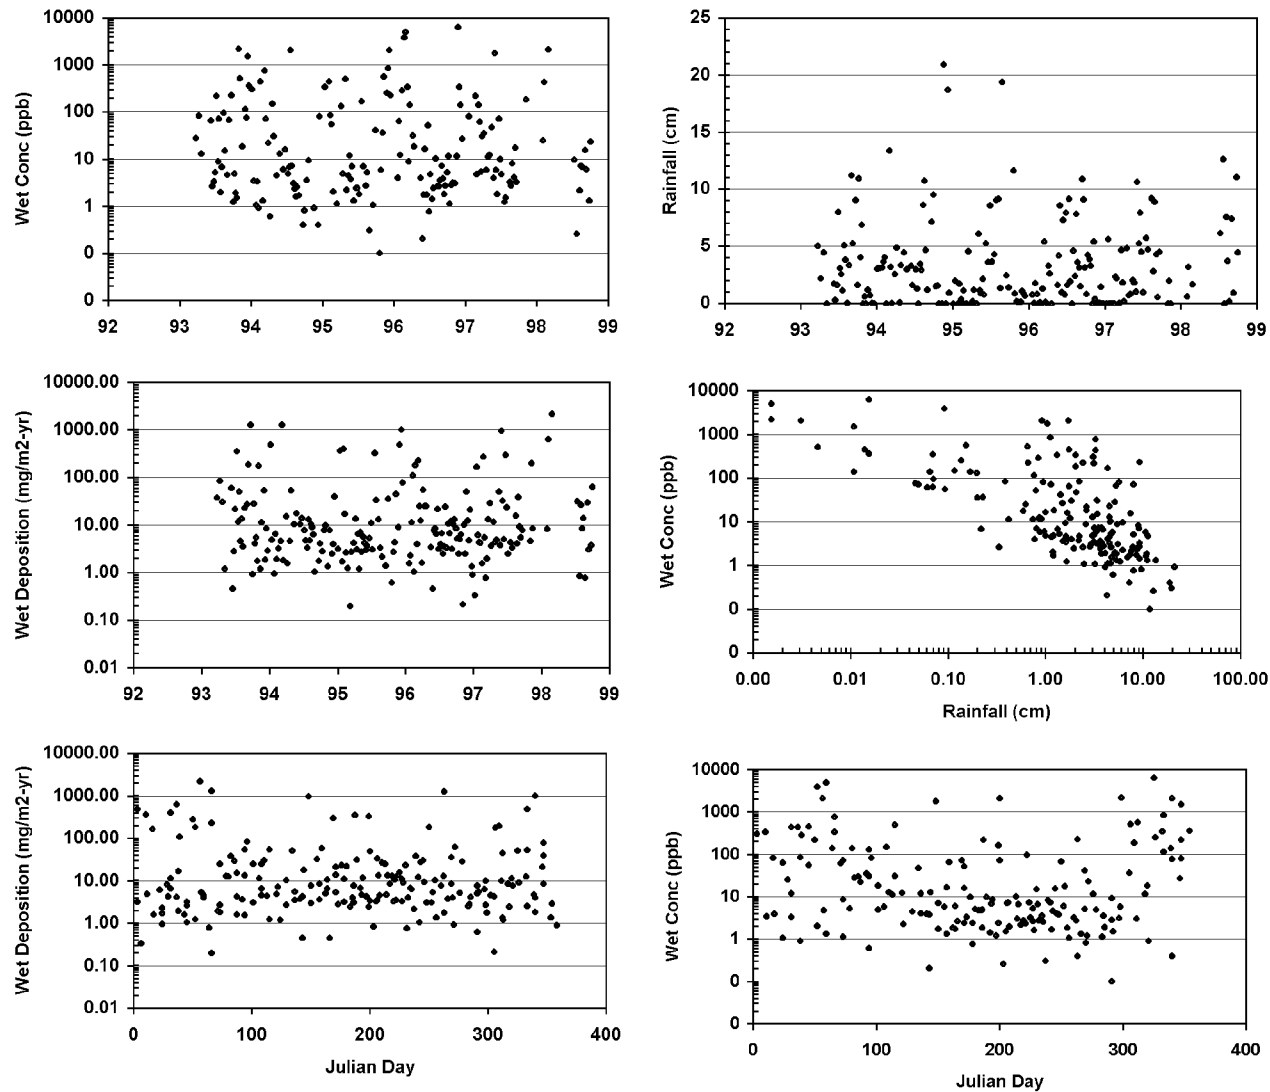 10000
1000
100
10
1
0
0
Wet Conc (ppb)
92 93 94 95 96 97 98 99
25
20
15
10
5
0
Rainfall (cm)
92 93 94 95 96 97 98 99
10000.00
1000.00
100.00
10.00
1.00
0.10
0.01
Wet Deposition (mg/m2-yr)
92 93 94 95 96 97 98 99
10000
1000
100
10
1
0
0
Wet Conc (ppb)
0.00 0.01 0.10 1.00 10.00 100.00
Rainfall (cm)
10000.00
1000.00
100.00
10.00
1.00
0.10
0.01
Wet Deposition (mg/m2-yr)
0 100 200 300 400
Julian Day
10000
1000
100
10
1
0
0
Wet Conc (ppb)
0 100 200 300 400
Julian Day